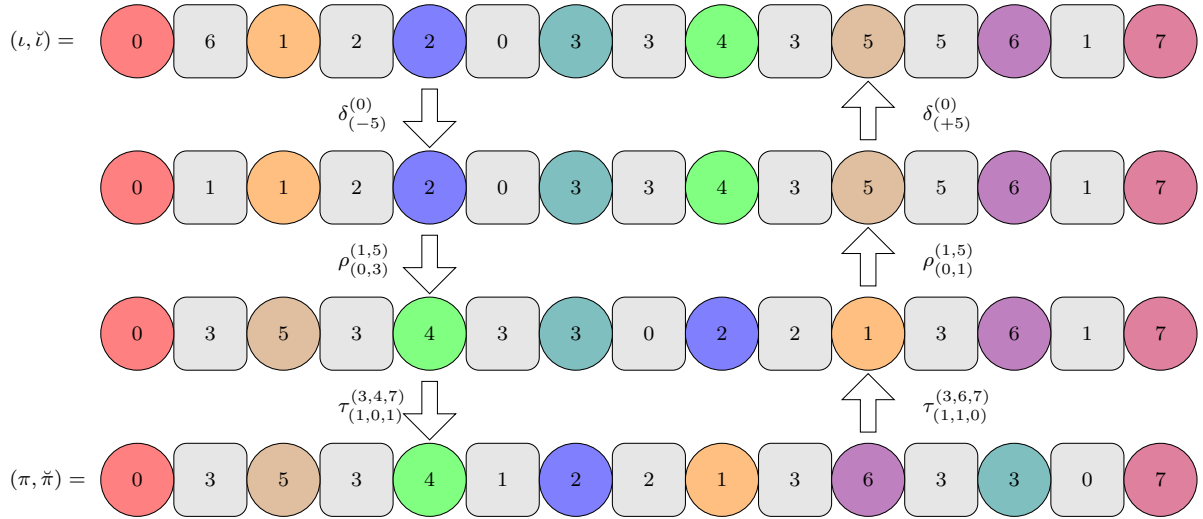 (ι, ῐ) = 0 6 1 2 2 0 3 3 4 3 5 5 6 1 7
δ^{(0)}_{(−5)} δ^{(0)}_{(+5)}
0 1 1 2 2 0 3 3 4 3 5 5 6 1 7
ρ^{(1,5)}_{(0,3)} ρ^{(1,5)}_{(0,1)}
0 3 5 3 4 3 3 0 2 2 1 3 6 1 7
τ^{(3,4,7)}_{(1,0,1)} τ^{(3,6,7)}_{(1,1,0)}
(π, π̆) = 0 3 5 3 4 1 2 2 1 3 6 3 3 0 7